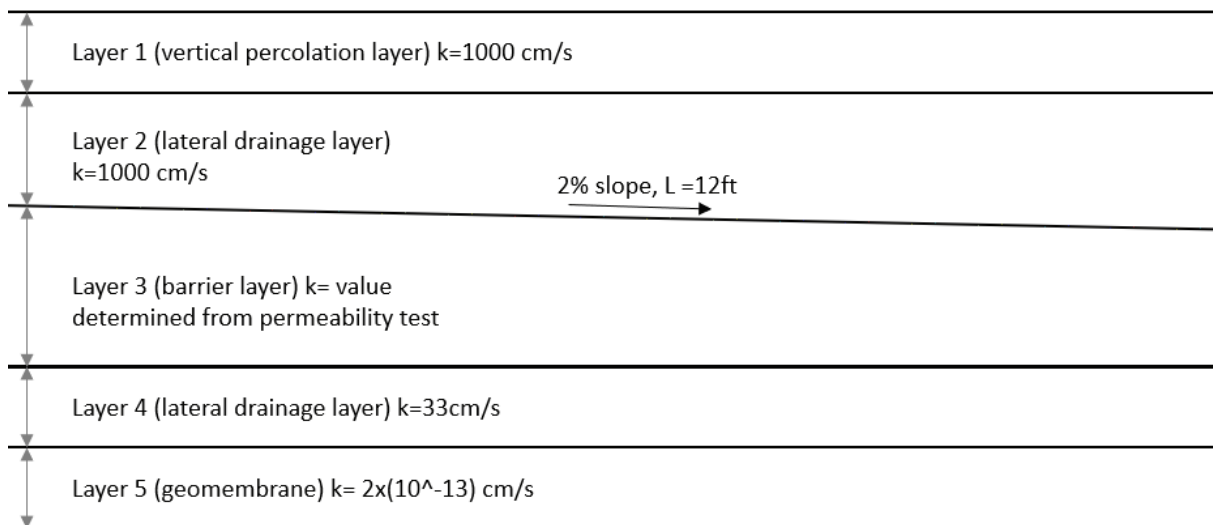 Layer 1 (vertical percolation layer) k=1000 cm/s
Layer 2 (lateral drainage layer)
k=1000 cm/s
2% slope, L =12ft
Layer 3 (barrier layer) k= value
determined from permeability test
Layer 4 (lateral drainage layer) k=33cm/s
Layer 5 (geomembrane) k= 2x(10^-13) cm/s